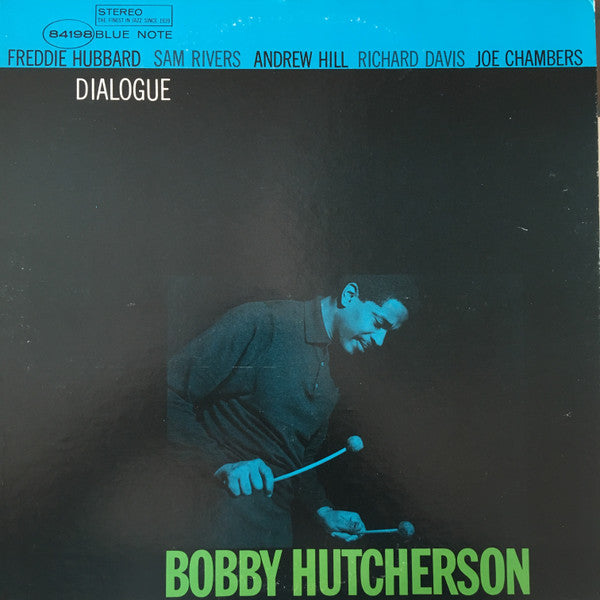 STEREO
THE FINEST IN JAZZ SINCE 1939
84198 BLUE NOTE
FREDDIE HUBBARD SAM RIVERS ANDREW HILL RICHARD DAVIS JOE CHAMBERS
DIALOGUE
BOBBY HUTCHERSON